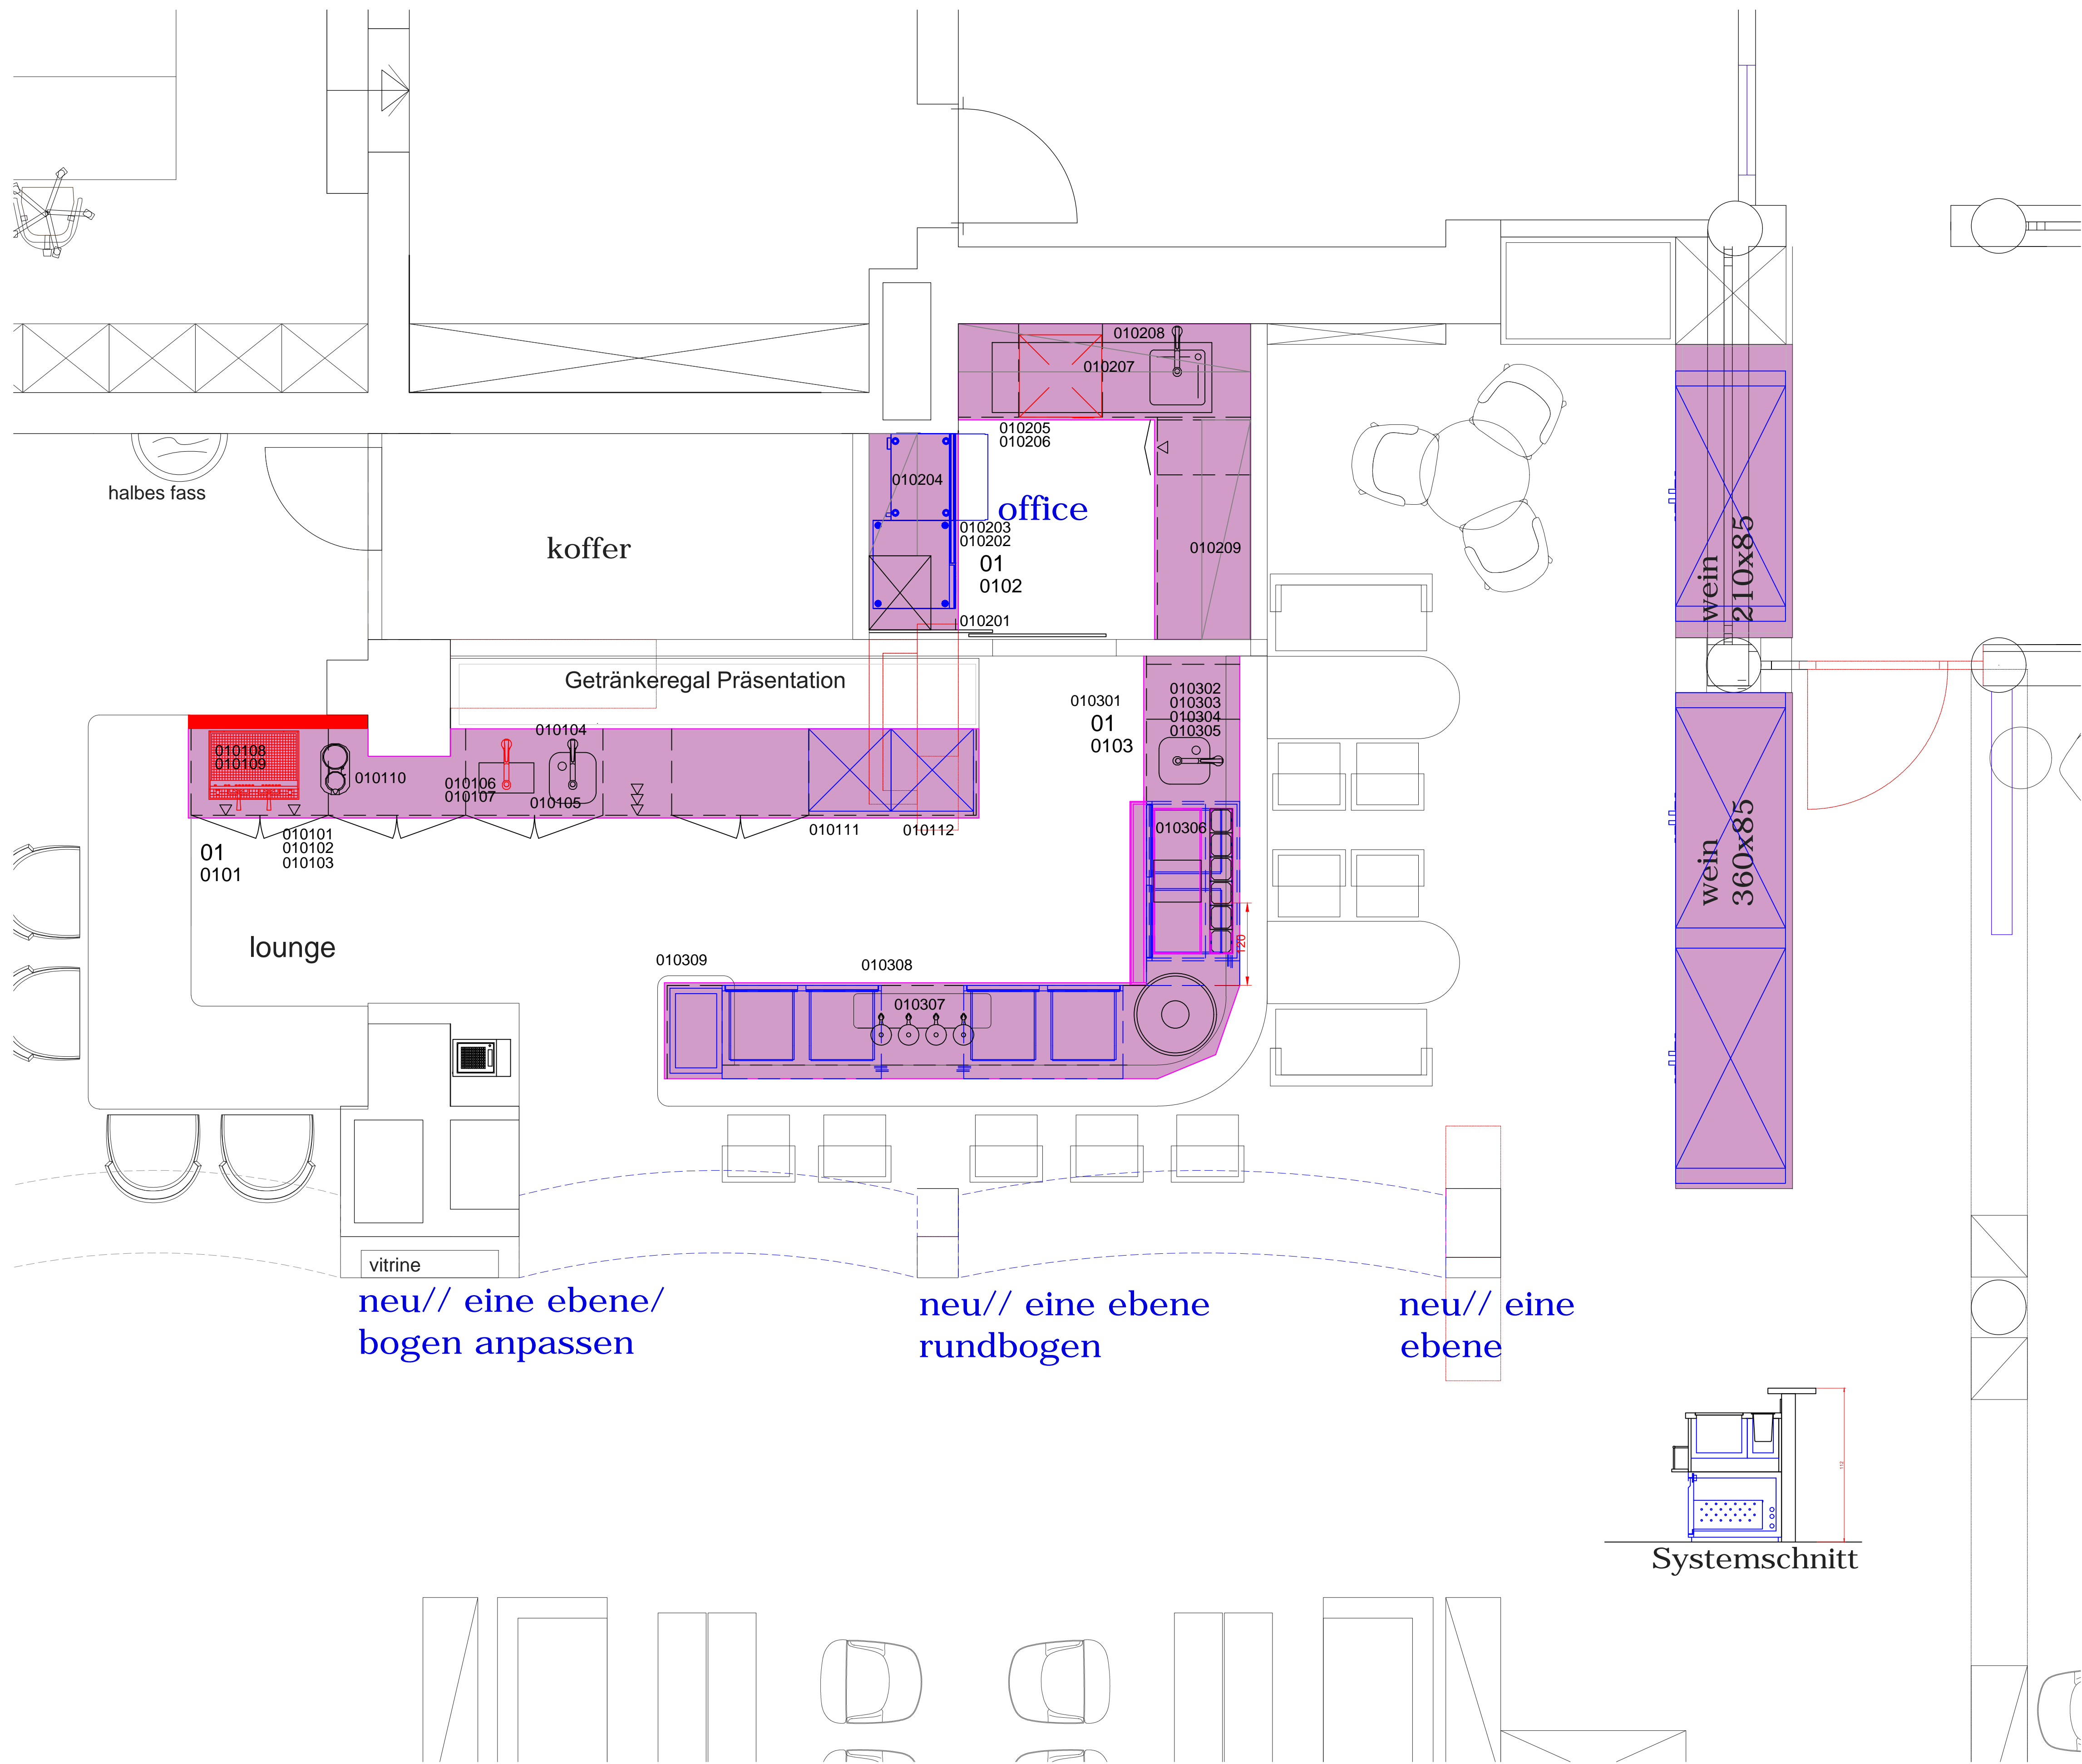 010208
010207
010205
010206
halbes fass
010204
office
koffer
010203
010202
010209
01
0102
010201
wein
210x85
Getränkeregal Präsentation
010301
01
0103
010302
010303
010304
010305
010104
010108
010109
010110
010106
010107
010105
010111
010112
010306
010101
010102
010103
01
0101
wein
360x85
lounge
120
010309
010308
010307
vitrine
neu// eine ebene/
bogen anpassen
neu// eine ebene
rundbogen
neu// eine
ebene
112
Systemschnitt